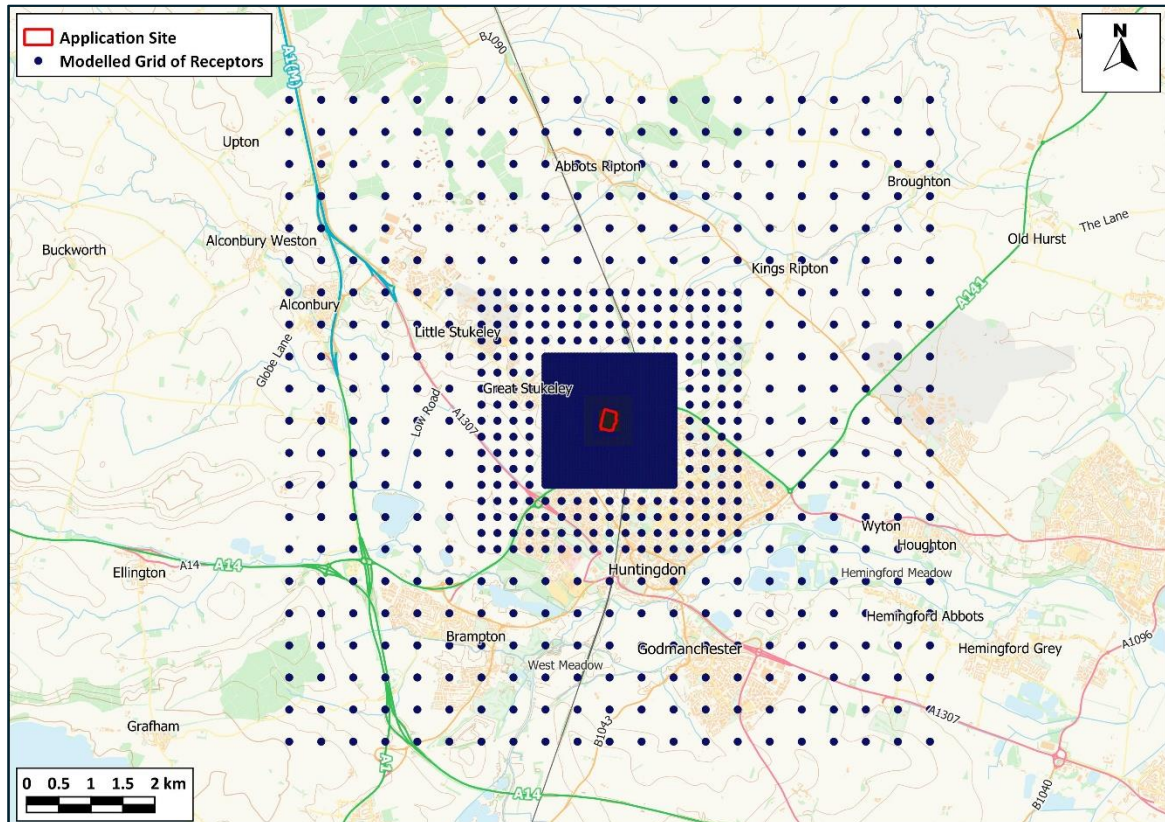 Application Site
Modelled Grid of Receptors
N
A1(M)
B1090
Upton
Abbots Ripton
Broughton
The Lane
Alconbury Weston
Old Hurst
Buckworth
Kings Ripton
A141
Alconbury
Little Stukeley
Globe Lane
Great Stukeley
Low Road
A1307
Wyton
Houghton
Ellington
A14
A14
Huntingdon
Hemingford Meadow
Hemingford Abbots
Brampton
Godmanchester
Hemingford Grey
A1096
West Meadow
Grafham
B1043
A1307
A1
A14
B1040
0 0.5 1 1.5 2 km